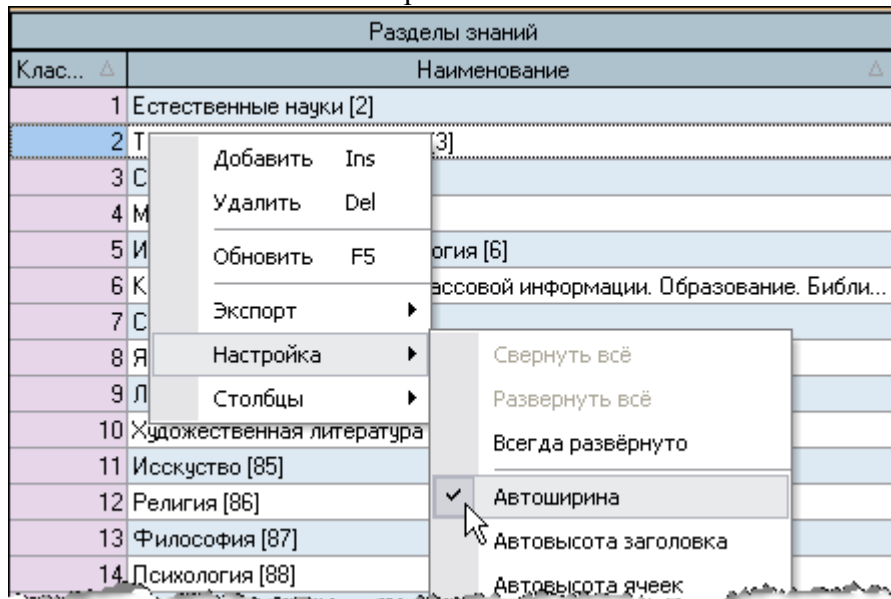 Разделы знаний
Клас... Наименование
1 Естественные науки [2]
2 Т [3]
3 С
4 М
5 И огия [6]
6 К ассовой информации. Образование. Библи...
7 С
8 Я
9 Л
10 Художественная литература
11 Исскуство [85]
12 Религия [86]
13 Философия [87]
14 Психология [88]
Добавить Ins
Удалить Del
Обновить F5
Экспорт
Настройка
Столбцы
Свернуть всё
Развернуть всё
Всегда развёрнуто
Автоширина
Автовысота заголовка
Автовысота ячеек